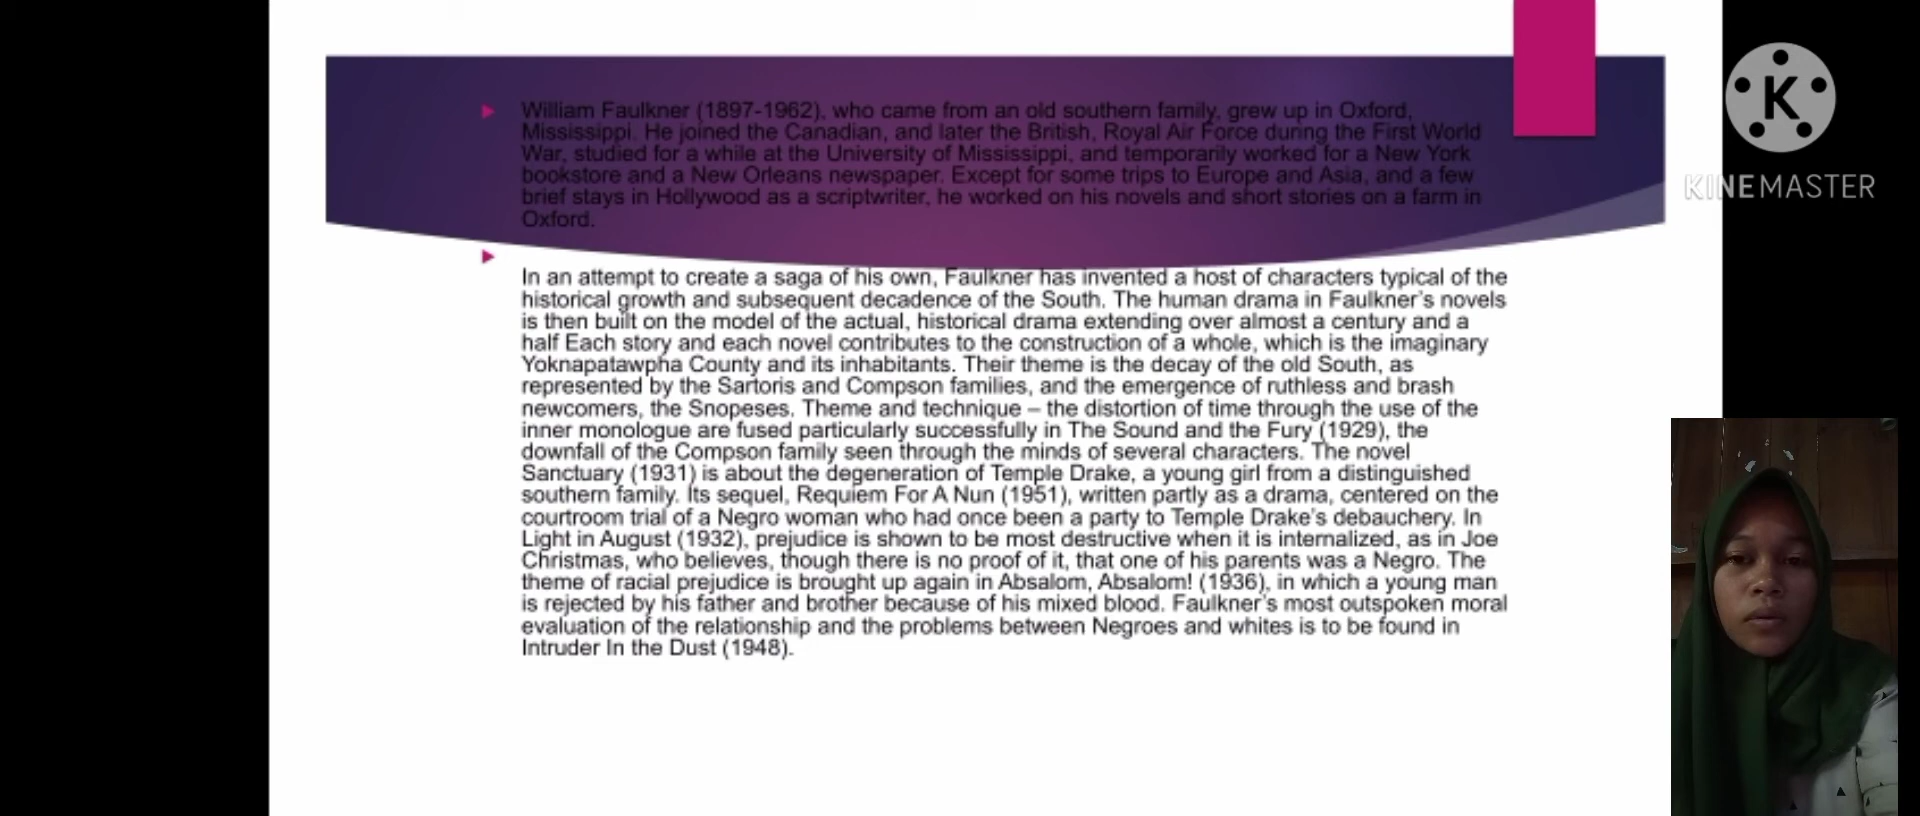 William Faulkner (1897-1962), who came from an old southern family, grew up in Oxford,
Mississippi. He joined the Canadian, and later the British, Royal Air Force during the First World
War, studied for a while at the University of Mississippi, and temporarily worked for a New York
bookstore and a New Orleans newspaper. Except for some trips to Europe and Asia, and a few
brief stays in Hollywood as a scriptwriter, he worked on his novels and short stories on a farm in
Oxford.
In an attempt to create a saga of his own, Faulkner has invented a host of characters typical of the
historical growth and subsequent decadence of the South. The human drama in Faulkner's novels
is then built on the model of the actual, historical drama extending over almost a century and a
half Each story and each novel contributes to the construction of a whole, which is the imaginary
Yoknapatawpha County and its inhabitants. Their theme is the decay of the old South, as
represented by the Sartoris and Compson families, and the emergence of ruthless and brash
newcomers, the Snopeses. Theme and technique – the distortion of time through the use of the
inner monologue are fused particularly successfully in The Sound and the Fury (1929), the
downfall of the Compson family seen through the minds of several characters. The novel
Sanctuary (1931) is about the degeneration of Temple Drake, a young girl from a distinguished
southern family. Its sequel, Requiem For A Nun (1951), written partly as a drama, centered on the
courtroom trial of a Negro woman who had once been a party to Temple Drake's debauchery. In
Light in August (1932), prejudice is shown to be most destructive when it is internalized, as in Joe
Christmas, who believes, though there is no proof of it, that one of his parents was a Negro. The
theme of racial prejudice is brought up again in Absalom, Absalom! (1936), in which a young man
is rejected by his father and brother because of his mixed blood. Faulkner's most outspoken moral
evaluation of the relationship and the problems between Negroes and whites is to be found in
Intruder In the Dust (1948).
K
KINEMASTER